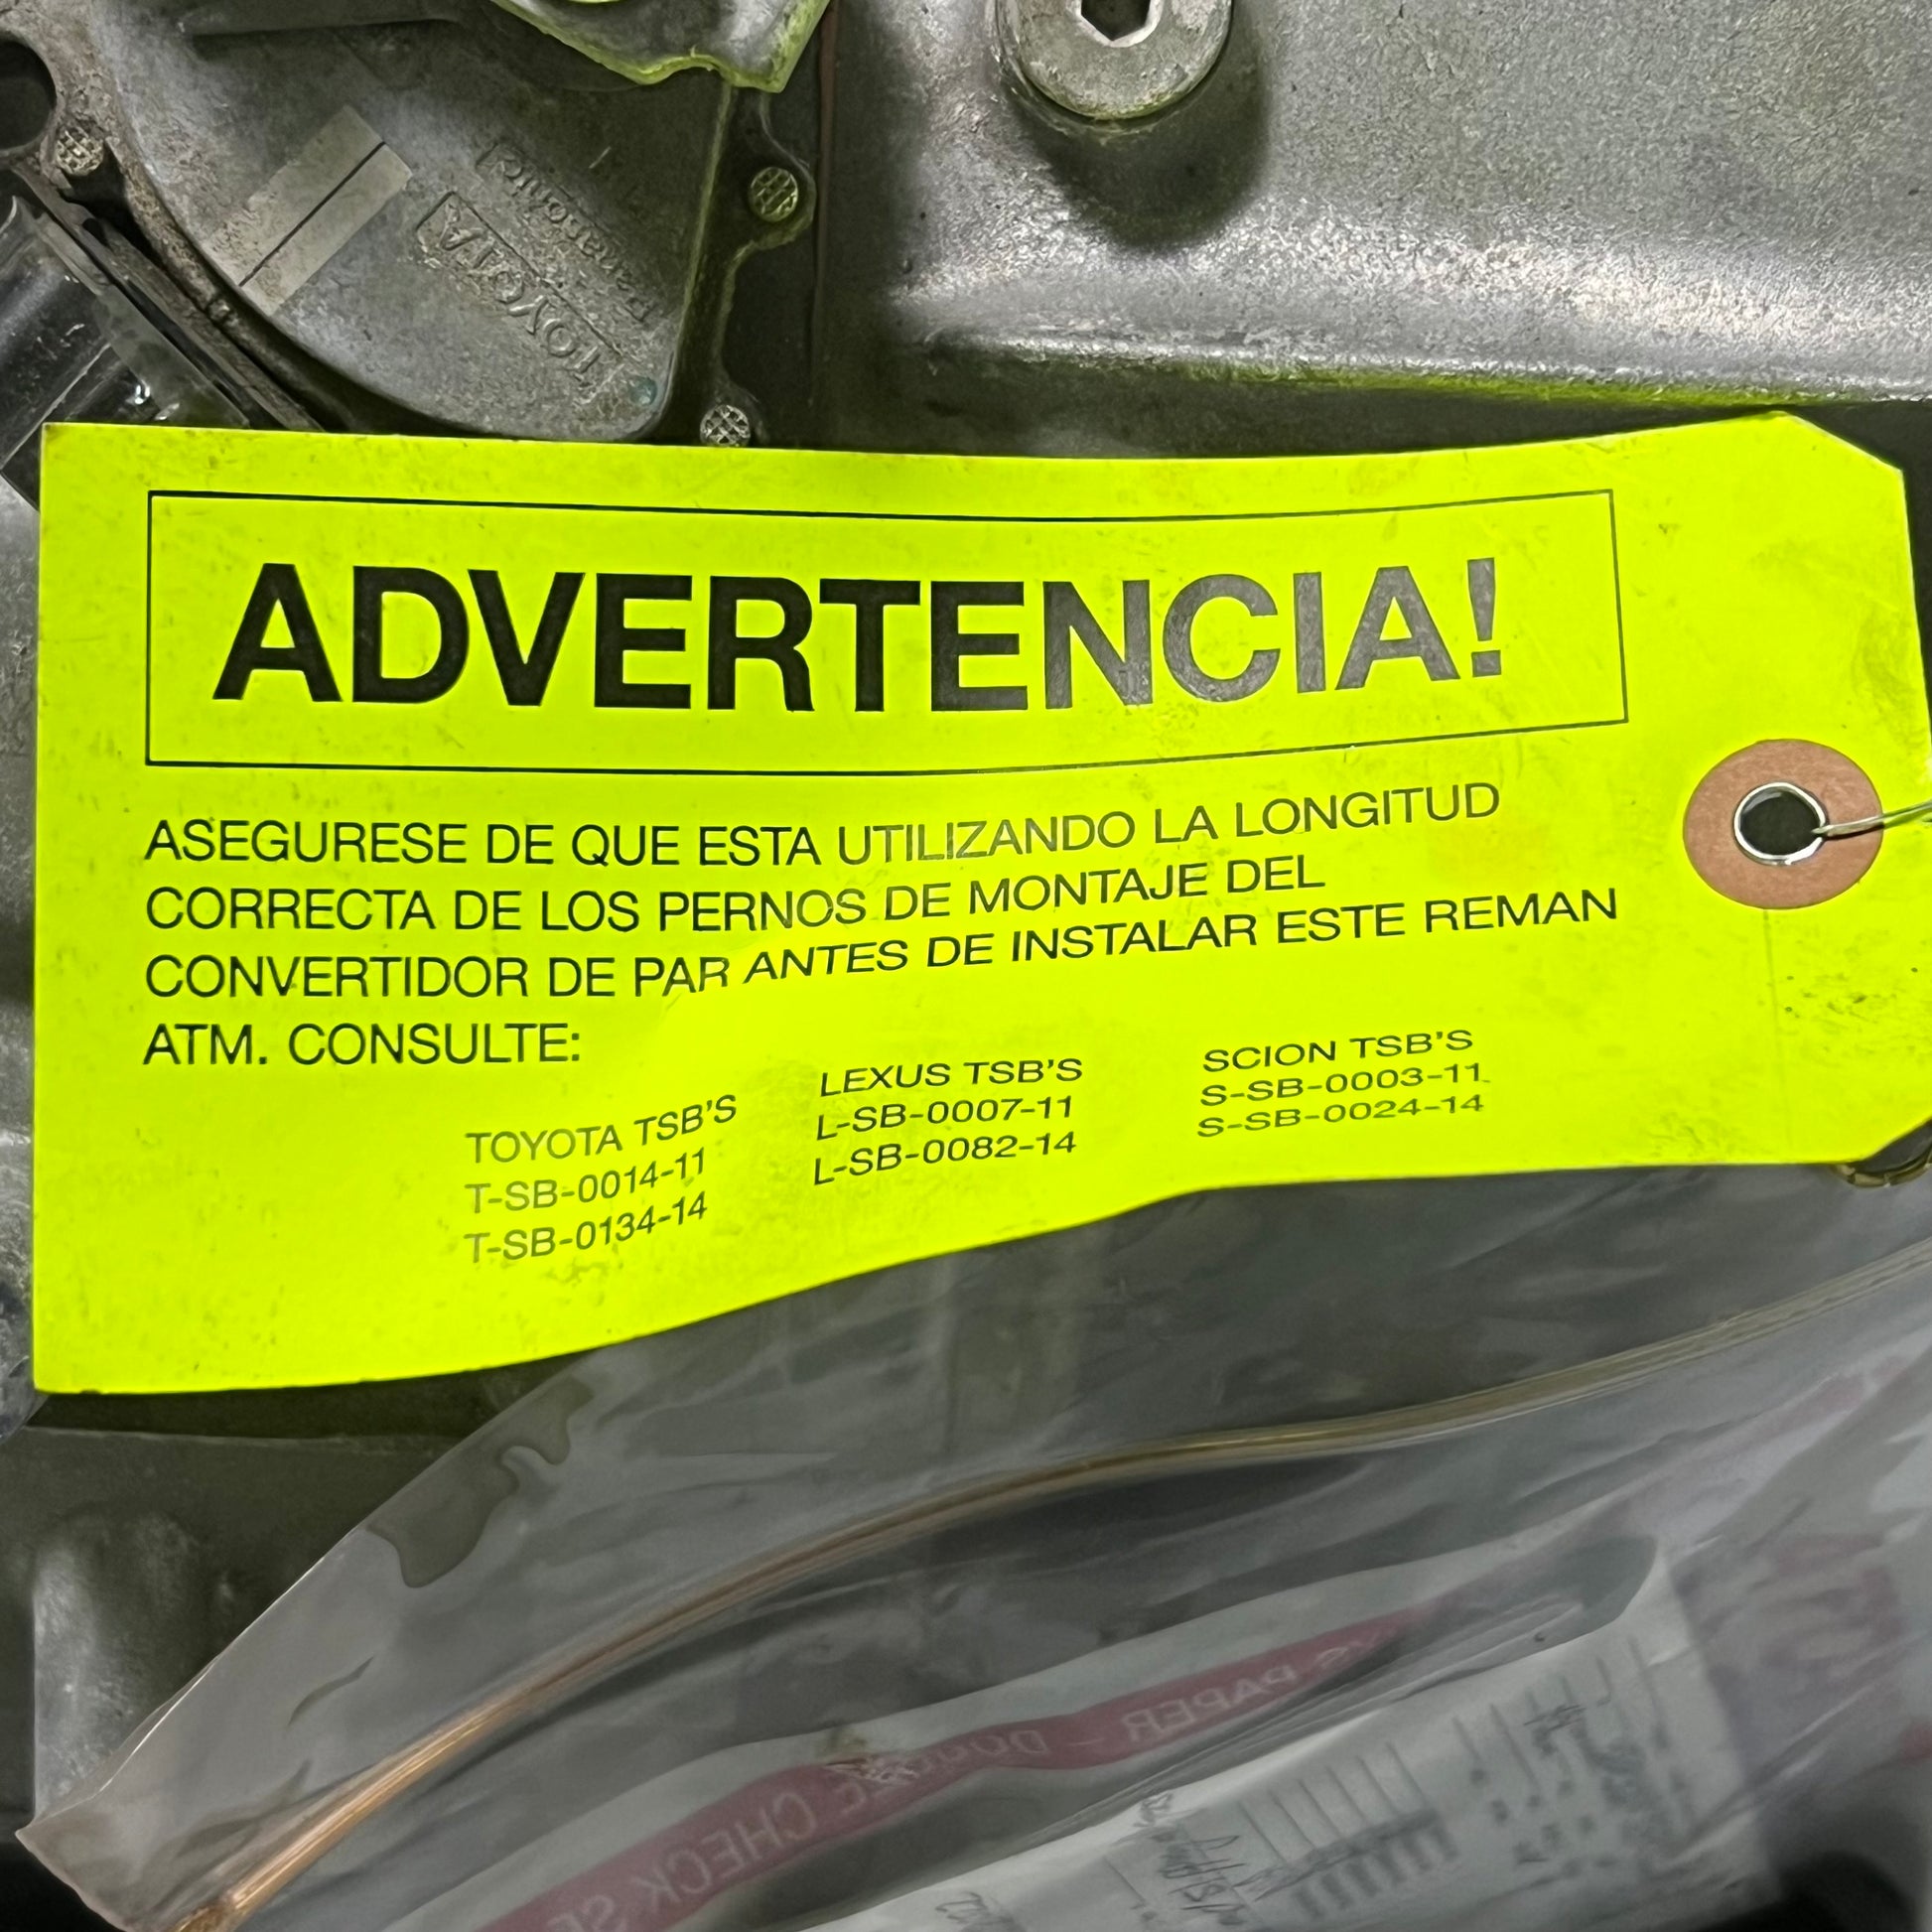 TOYOTA
Panasonic
ADVERTENCIA!
ASEGURESE DE QUE ESTA UTILIZANDO LA LONGITUD
CORRECTA DE LOS PERNOS DE MONTAJE DEL
CONVERTIDOR DE PAR ANTES DE INSTALAR ESTE REMAN
ATM. CONSULTE:
TOYOTA TSB'S
T-SB-0014-11
T-SB-0134-14
LEXUS TSB'S
L-SB-0007-11
L-SB-0082-14
SCION TSB'S
S-SB-0003-11
S-SB-0024-14
PAPER - DOUBLE CHECK